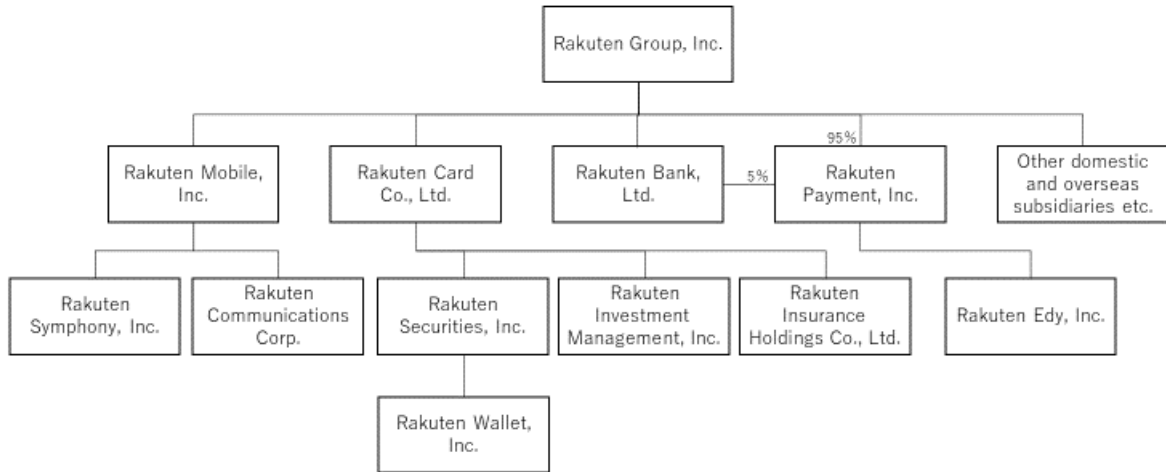 Rakuten Group, Inc.
95%
Rakuten Mobile,
Inc.
Rakuten Card
Co., Ltd.
Rakuten Bank,
Ltd.
5%
Rakuten
Payment, Inc.
Other domestic
and overseas
subsidiaries etc.
Rakuten
Symphony, Inc.
Rakuten
Communications
Corp.
Rakuten
Securities, Inc.
Rakuten
Investment
Management, Inc.
Rakuten
Insurance
Holdings Co., Ltd.
Rakuten Edy, Inc.
Rakuten Wallet,
Inc.